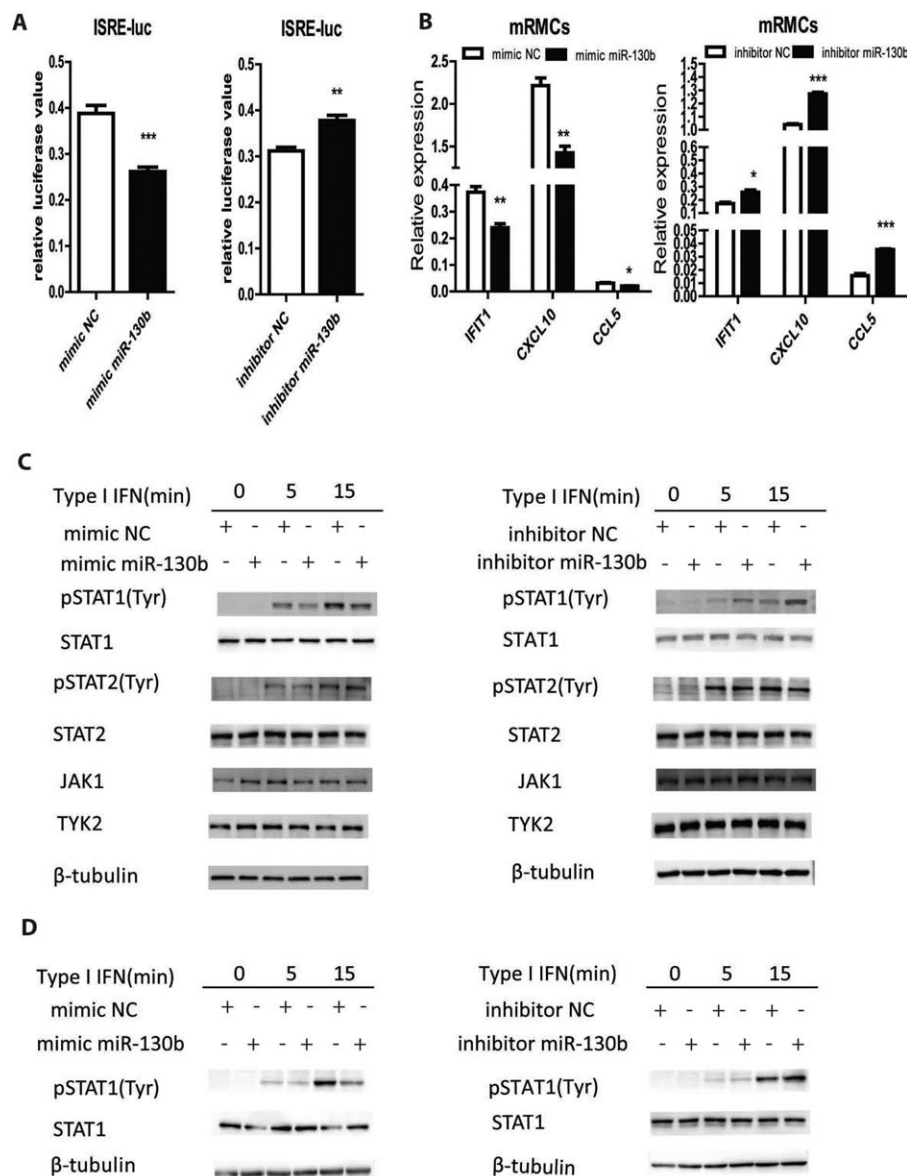 A
ISRE-luc
relative luciferase value
0.5
0.4
0.3
0.2
0.1
0.0
***
mimic NC
mimic miR-130b
ISRE-luc
relative luciferase value
0.5
0.4
0.3
0.2
0.1
0.0
**
inhibitor NC
inhibitor miR-130b
B
mRMCs
mimic NC
mimic miR-130b
Relative expression
2.5
2.0
1.5
0.4
0.3
0.2
0.1
0.0
**
**
*
IFIT1
CXCL10
CCL5
mRMCs
inhibitor NC
inhibitor miR-130b
Relative expression
1.5
1.4
1.3
1.2
1.1
1.0
0.6
0.5
0.4
0.3
0.2
0.1
0.05
0.04
0.03
0.02
0.01
0.00
*
***
***
IFIT1
CXCL10
CCL5
C
Type I IFN(min) 0 5 15
mimic NC + - + - + -
mimic miR-130b - + - + - +
pSTAT1(Tyr)
STAT1
pSTAT2(Tyr)
STAT2
JAK1
TYK2
β-tubulin
Type I IFN(min) 0 5 15
inhibitor NC + - + - + -
inhibitor miR-130b - + - + - +
pSTAT1(Tyr)
STAT1
pSTAT2(Tyr)
STAT2
JAK1
TYK2
β-tubulin
D
Type I IFN(min) 0 5 15
mimic NC + - + - + -
mimic miR-130b - + - + - +
pSTAT1(Tyr)
STAT1
β-tubulin
Type I IFN(min) 0 5 15
inhibitor NC + - + - + -
inhibitor miR-130b - + - + - +
pSTAT1(Tyr)
STAT1
β-tubulin